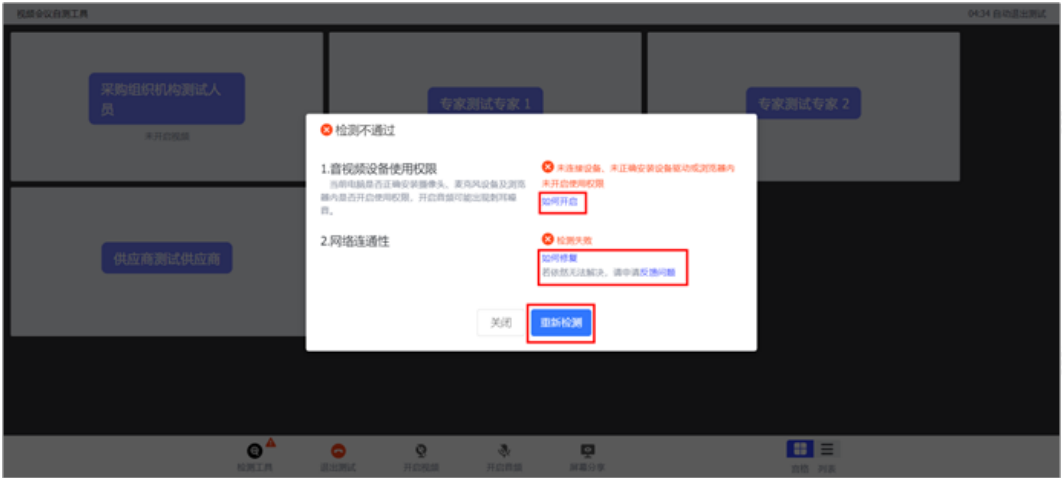 视频会议自测工具
04:34 自动退出测试
采购组织机构测试人
员
未开启视频
专家测试专家 1
专家测试专家 2
供应商测试供应商
检测不通过
1.音视频设备使用权限
当前电脑是否正确安装摄像头、麦克风设备及浏览
器内是否开启使用权限，开启音频可能出现刺耳噪
音。
未连接设备，未正确安装设备驱动或浏览器内
未开启使用权限
如何开启
2.网络连通性
检测失败
如何修复
若依然无法解决，请申请反馈问题
关闭
重新检测
检测工具
退出测试
开启视频
开启音频
屏幕分享
宫格
列表